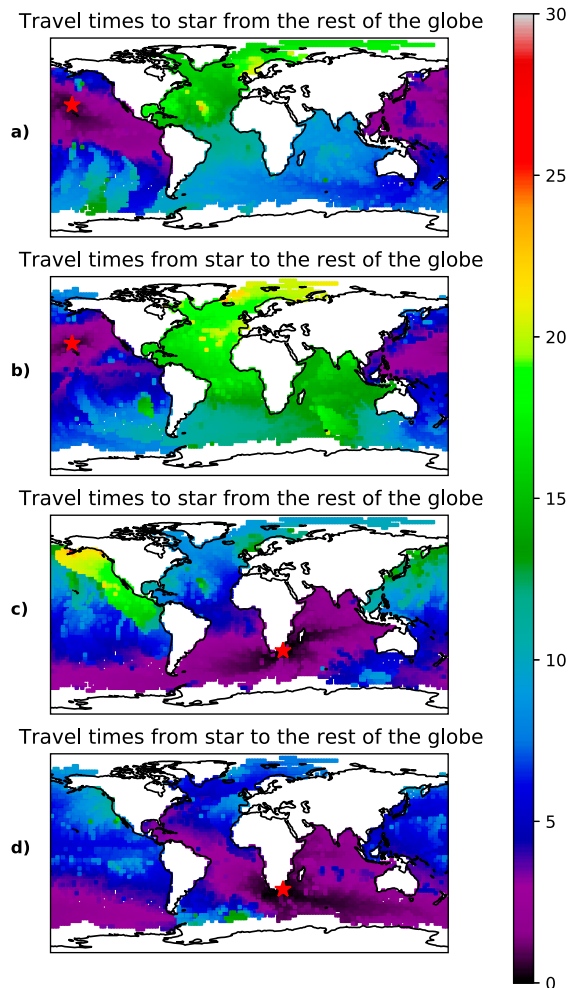 Travel times to star from the rest of the globe
a)
Travel times from star to the rest of the globe
b)
Travel times to star from the rest of the globe
c)
Travel times from star to the rest of the globe
d)
30
25
20
15
10
5
0